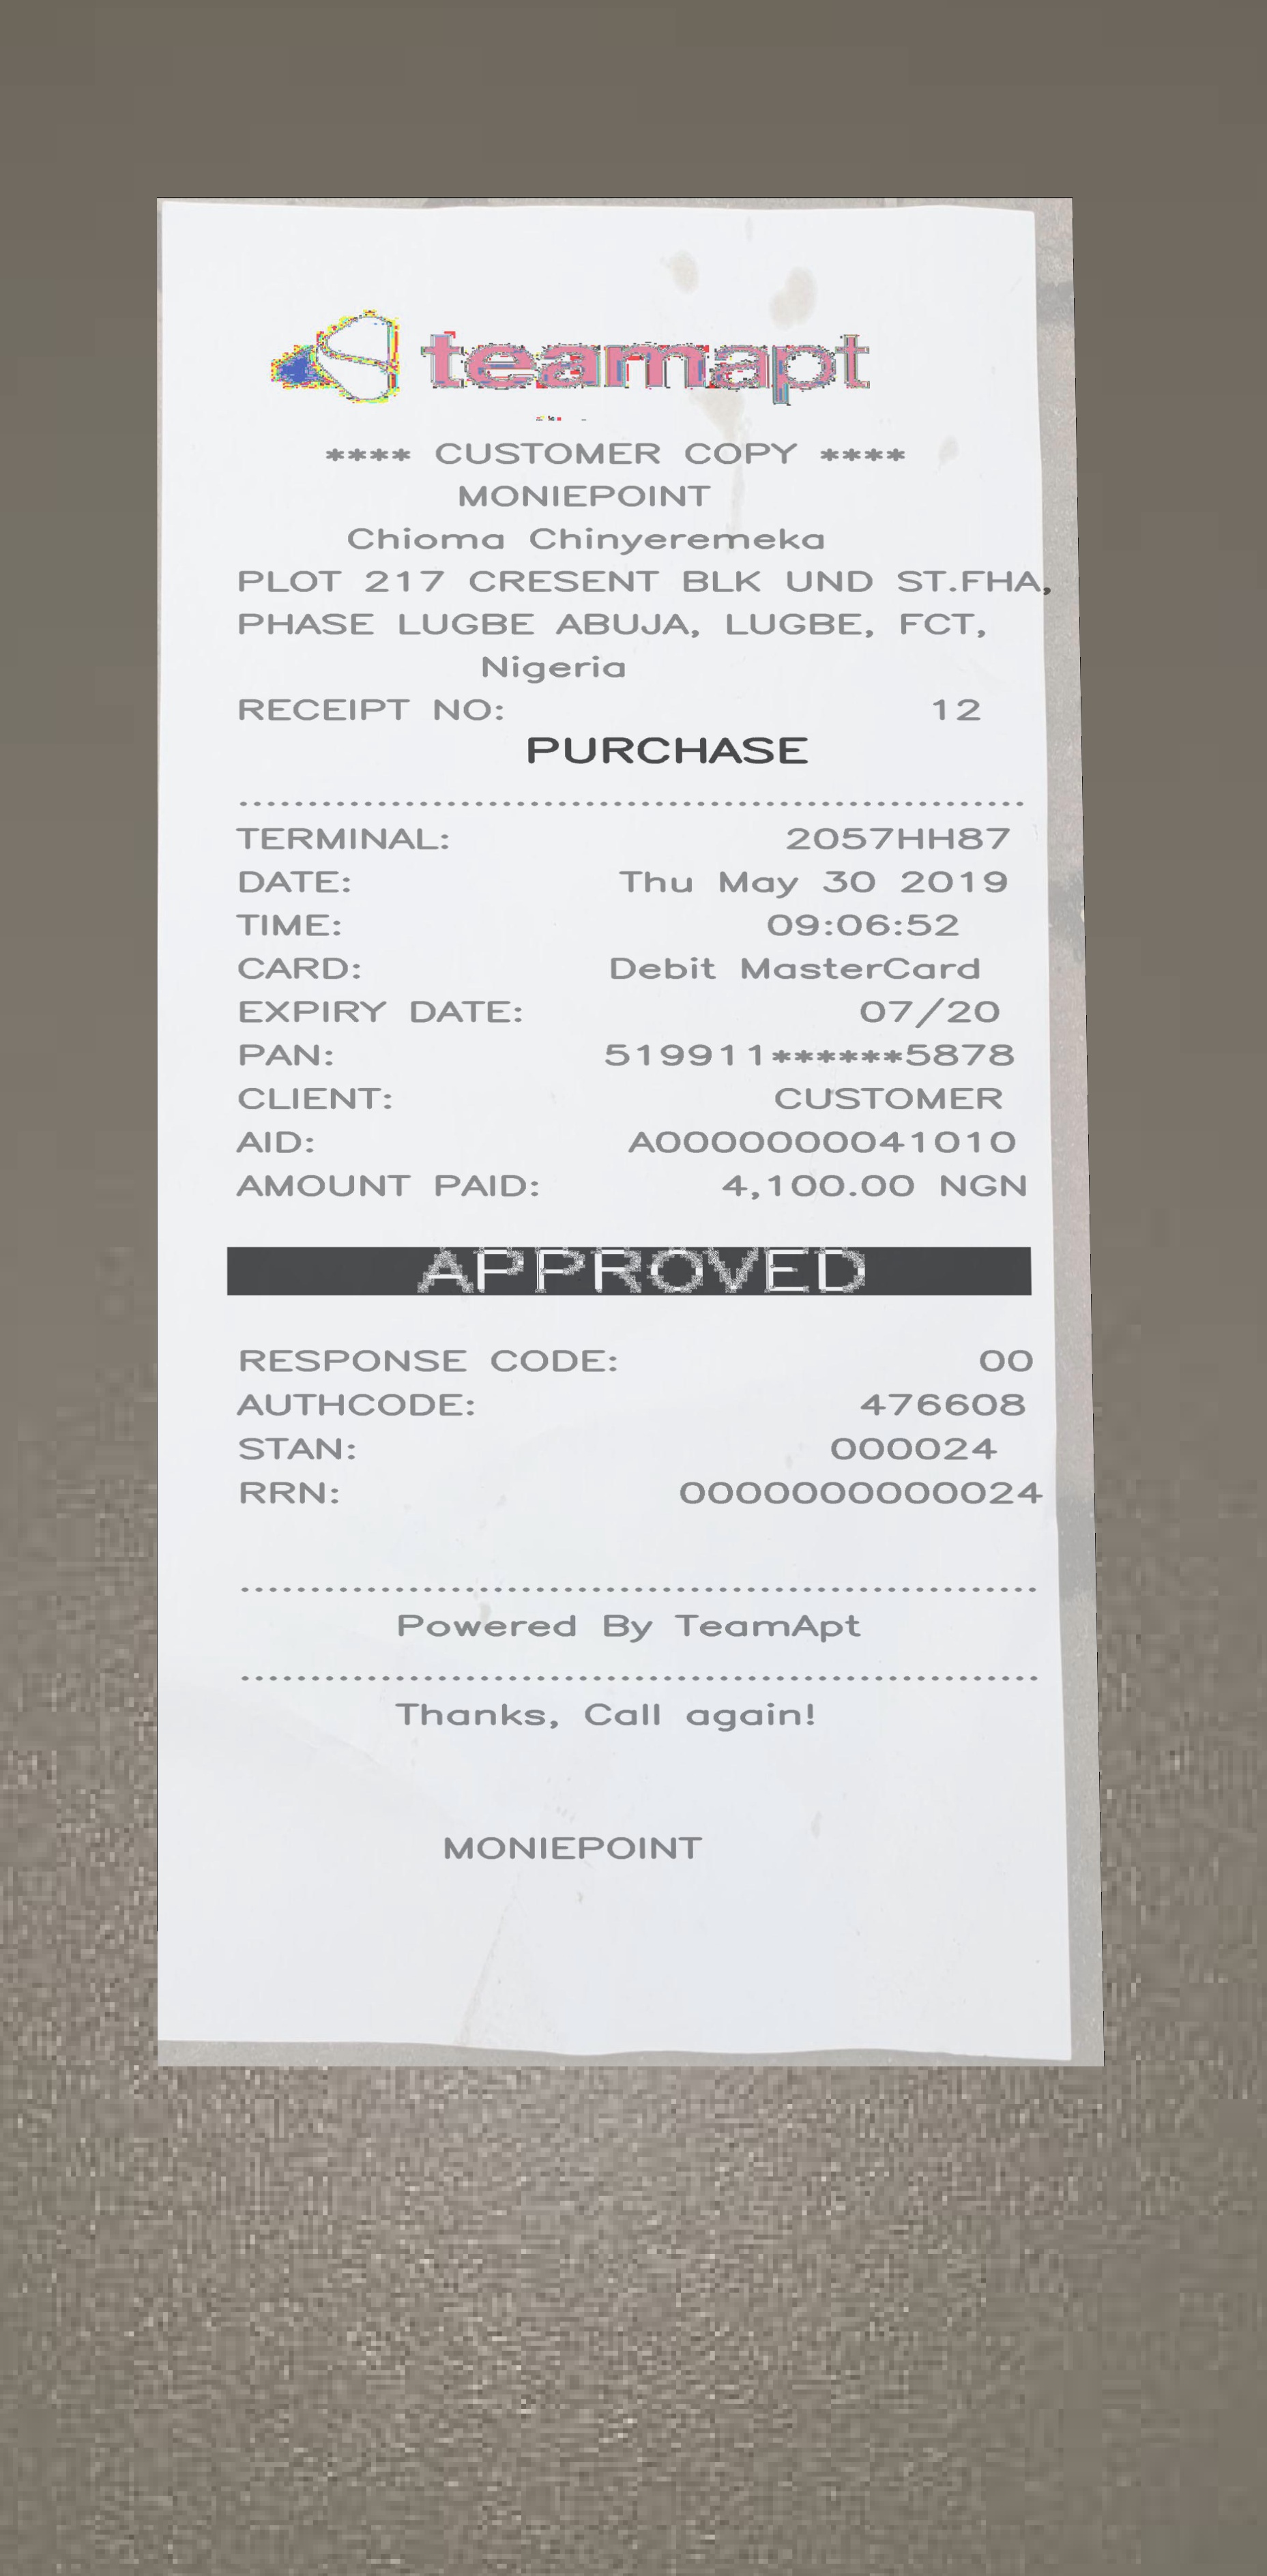 teamapt
**** CUSTOMER COPY ****
MONIEPOINT
Chioma Chinyeremeka
PLOT 217 CRESENT BLK UND ST.FHA,
PHASE LUGBE ABUJA, LUGBE, FCT,
Nigeria
RECEIPT NO: 12
PURCHASE
TERMINAL: 2057HH87
DATE: Thu May 30 2019
TIME: 09:06:52
CARD: Debit MasterCard
EXPIRY DATE: 07/20
PAN: 519911******5878
CLIENT: CUSTOMER
AID: A0000000041010
AMOUNT PAID: 4,100.00 NGN
APPROVED
RESPONSE CODE: 00
AUTHCODE: 476608
STAN: 000024
RRN: 0000000000024
Powered By TeamApt
Thanks, Call again!
MONIEPOINT